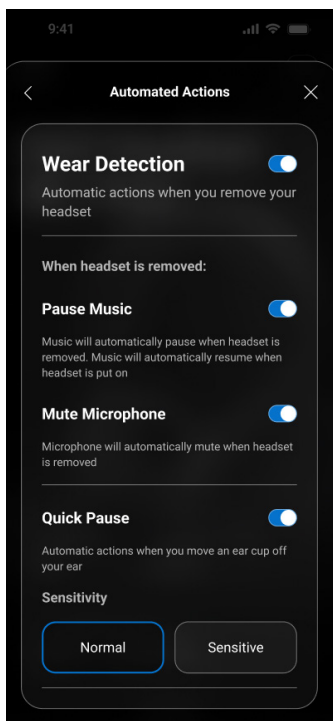 9:41
Automated Actions
Wear Detection
Automatic actions when you remove your
headset
When headset is removed:
Pause Music
Music will automatically pause when headset is
removed. Music will automatically resume when
headset is put on
Mute Microphone
Microphone will automatically mute when headset
is removed
Quick Pause
Automatic actions when you move an ear cup off
your ear
Sensitivity
Normal
Sensitive